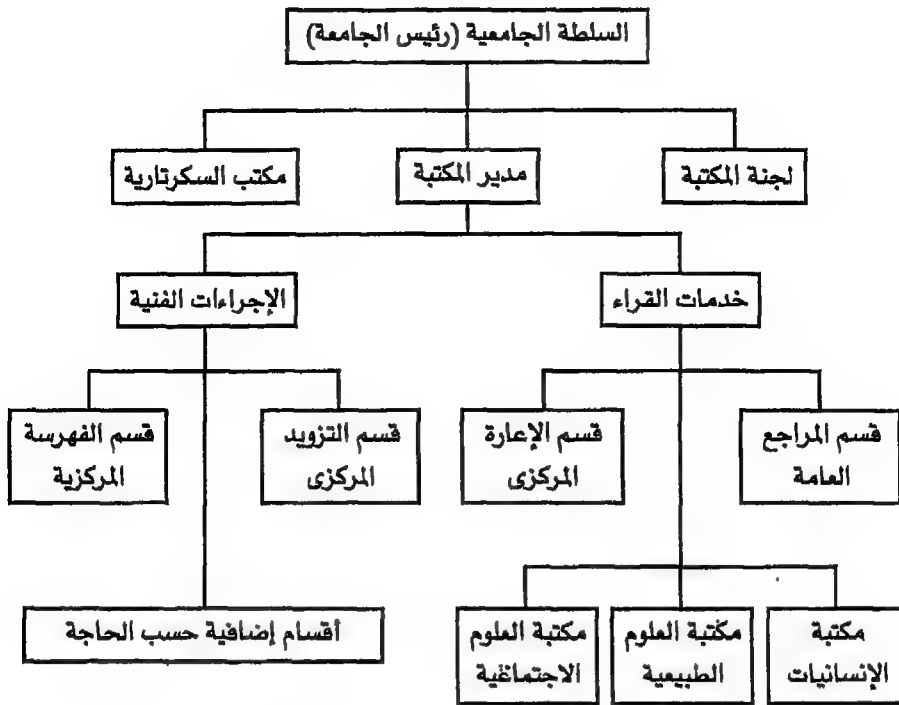 السلطة الجامعية (رئيس الجامعة)
لجنة المكتبة
مدير المكتبة
مكتب السكرتارية
خدمات القراء
الإجراءات الفنية
قسم المراجع
العامة
قسم الإعارة
المركزى
قسم التزويد
المركزى
قسم الفهرسة
المركزية
مكتبة
الإنسانيات
مكتبة العلوم
الطبيعية
مكتبة العلوم
الاجتماعية
أقسام إضافية حسب الحاجة